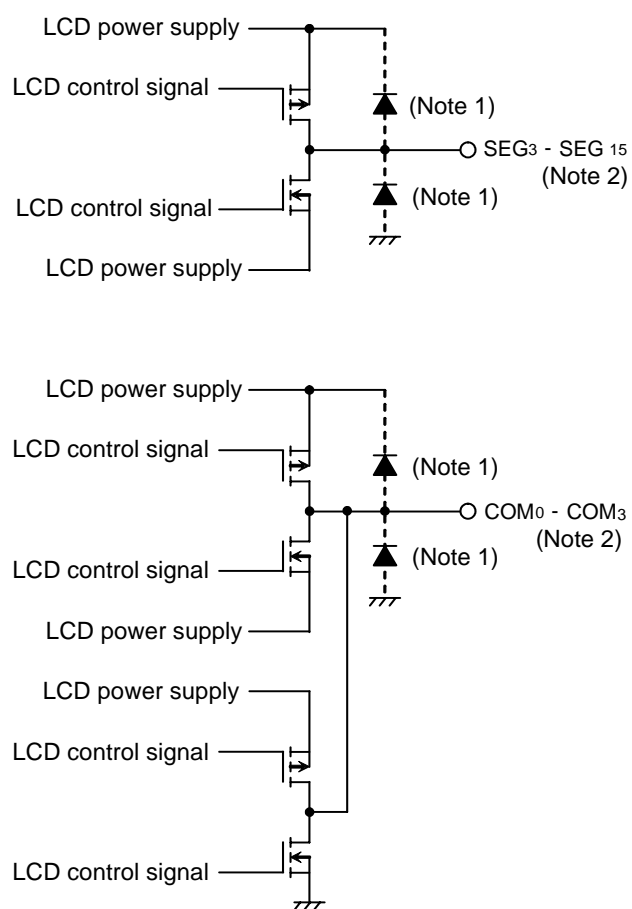 LCD power supply
LCD control signal
(Note 1)
SEG3 - SEG 15
(Note 2)
(Note 1)
LCD control signal
LCD power supply
LCD power supply
LCD control signal
(Note 1)
COM0 - COM3
(Note 2)
(Note 1)
LCD control signal
LCD power supply
LCD power supply
LCD control signal
LCD control signal